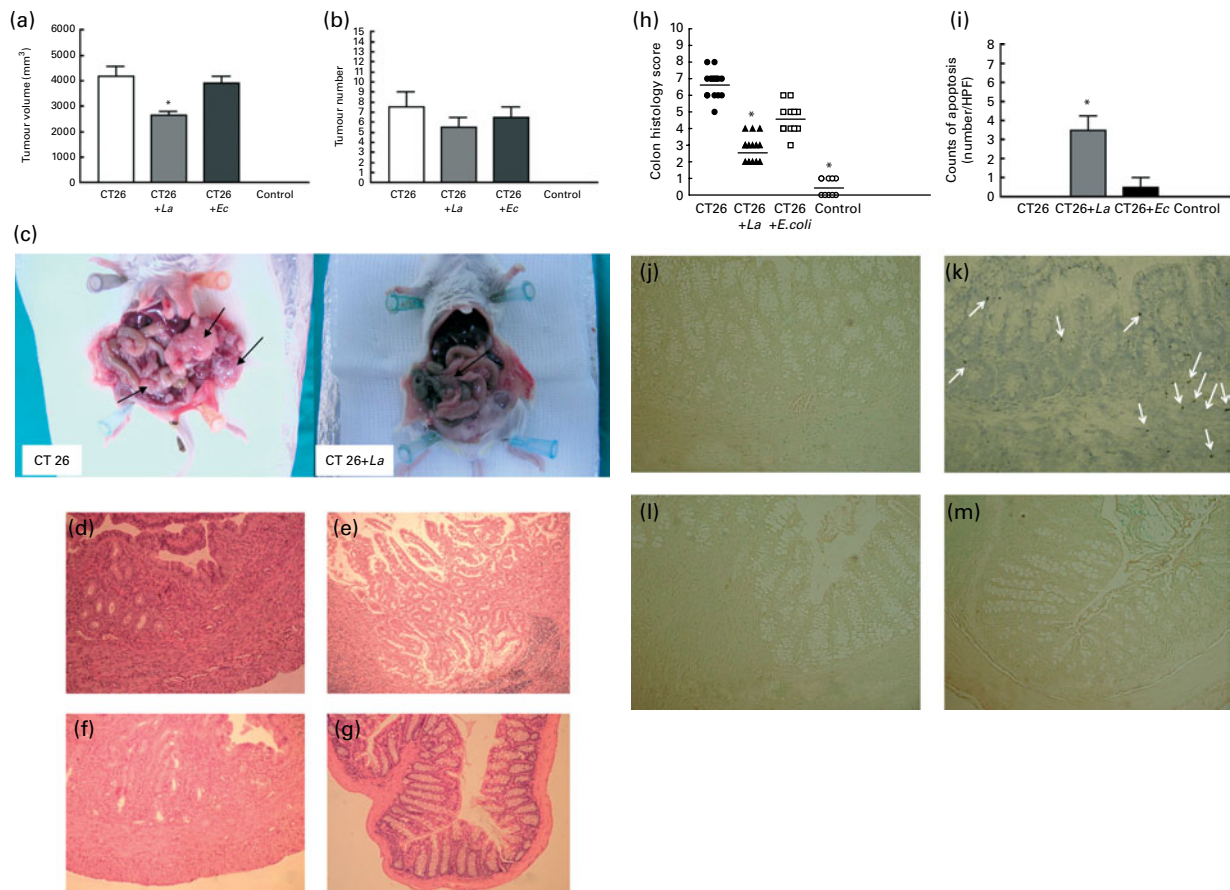 (a)
Tumour volume (mm³)
6000
5000
4000
3000
2000
1000
0
*
CT26
CT26
+La
CT26
+Ec
Control
(b)
Tumour number
15
14
13
12
11
10
9
8
7
6
5
4
3
2
1
0
CT26
CT26
+La
CT26
+Ec
Control
(h)
Colon histology score
10
9
8
7
6
5
4
3
2
1
0
*
*
CT26
CT26
+La
CT26
+E.coli
Control
(i)
Counts of apoptosis
(number/HPF)
8
7
6
5
4
3
2
1
0
*
CT26 CT26+La CT26+Ec Control
(c)
CT 26
CT 26+La
(d)
(e)
(f)
(g)
(j)
(k)
(l)
(m)